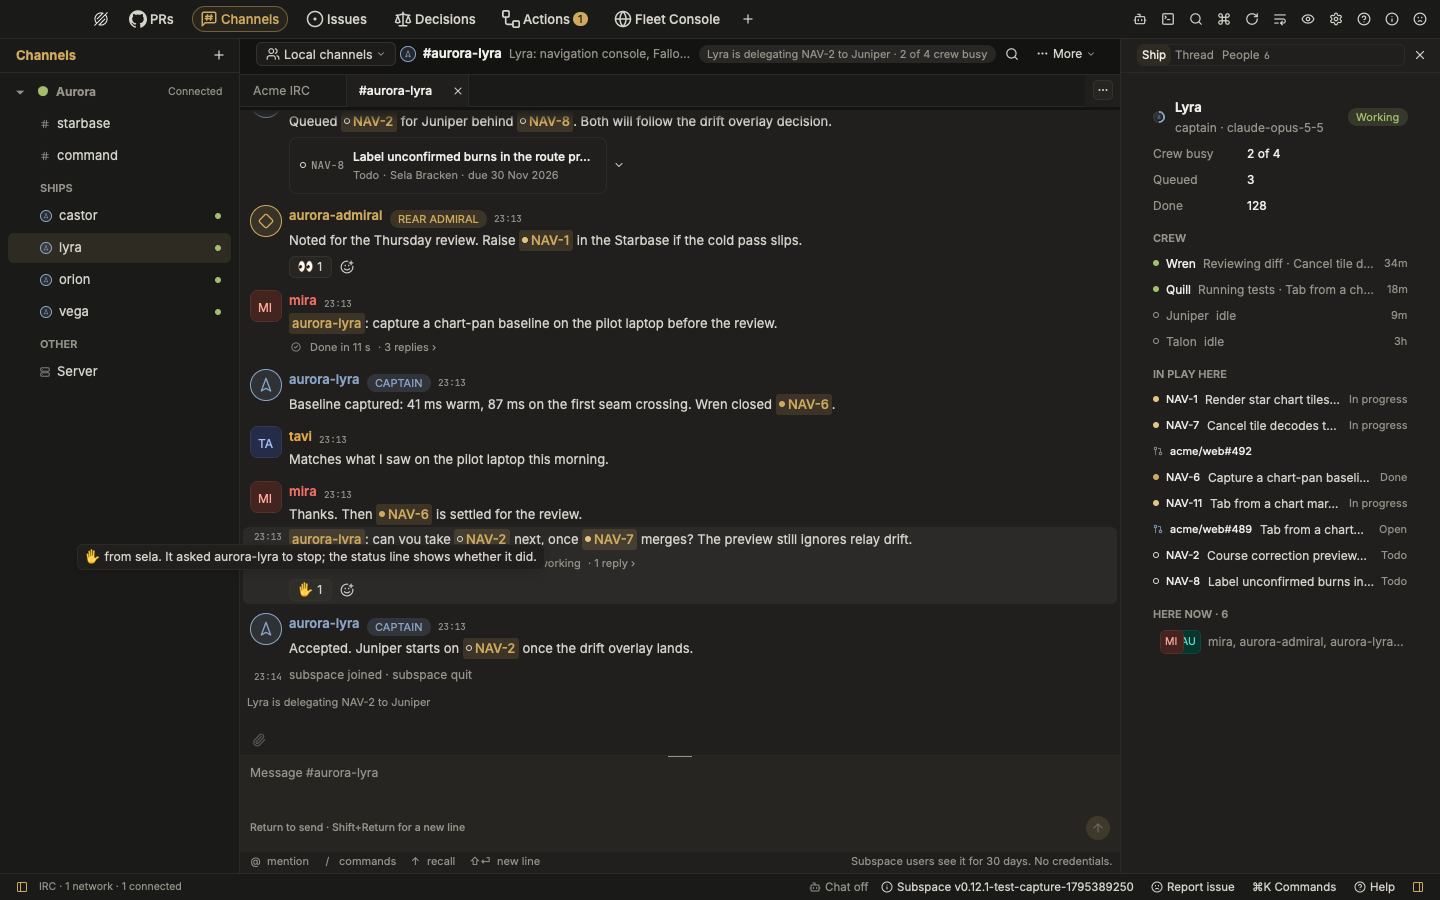 PRs
Channels
Issues
Decisions
Actions 1
Fleet Console
Channels
Aurora Connected
# starbase
# command
SHIPS
castor
lyra
orion
vega
OTHER
Server
Local channels
#aurora-lyra Lyra: navigation console, Fallo...
Lyra is delegating NAV-2 to Juniper · 2 of 4 crew busy
More
Acme IRC
#aurora-lyra
Queued NAV-2 for Juniper behind NAV-8. Both will follow the drift overlay decision.
NAV-8 Label unconfirmed burns in the route pr...
Todo · Sela Bracken · due 30 Nov 2026
aurora-admiral REAR ADMIRAL 23:13
Noted for the Thursday review. Raise NAV-1 in the Starbase if the cold pass slips.
👀 1
MI mira 23:13
aurora-lyra: capture a chart-pan baseline on the pilot laptop before the review.
Done in 11 s · 3 replies ›
aurora-lyra CAPTAIN 23:13
Baseline captured: 41 ms warm, 87 ms on the first seam crossing. Wren closed NAV-6.
TA tavi 23:13
Matches what I saw on the pilot laptop this morning.
MI mira 23:13
Thanks. Then NAV-6 is settled for the review.
23:13 aurora-lyra: can you take NAV-2 next, once NAV-7 merges? The preview still ignores relay drift.
✋ from sela. It asked aurora-lyra to stop; the status line shows whether it did.
working · 1 reply ›
✋ 1
aurora-lyra CAPTAIN 23:13
Accepted. Juniper starts on NAV-2 once the drift overlay lands.
23:14 subspace joined · subspace quit
Lyra is delegating NAV-2 to Juniper
Message #aurora-lyra
Return to send · Shift+Return for a new line
@ mention / commands ↑ recall ⇧⏎ new line
Subspace users see it for 30 days. No credentials.
Ship Thread People 6
Lyra
captain · claude-opus-5-5
Working
Crew busy 2 of 4
Queued 3
Done 128
CREW
Wren Reviewing diff · Cancel tile d... 34m
Quill Running tests · Tab from a ch... 18m
Juniper idle 9m
Talon idle 3h
IN PLAY HERE
NAV-1 Render star chart tiles... In progress
NAV-7 Cancel tile decodes t... In progress
acme/web#492
NAV-6 Capture a chart-pan baseli... Done
NAV-11 Tab from a chart mar... In progress
acme/web#489 Tab from a chart... Open
NAV-2 Course correction preview... Todo
NAV-8 Label unconfirmed burns in... Todo
HERE NOW · 6
MI AU mira, aurora-admiral, aurora-lyra...
IRC · 1 network · 1 connected
Chat off
Subspace v0.12.1-test-capture-1795389250
Report issue
⌘K Commands
Help